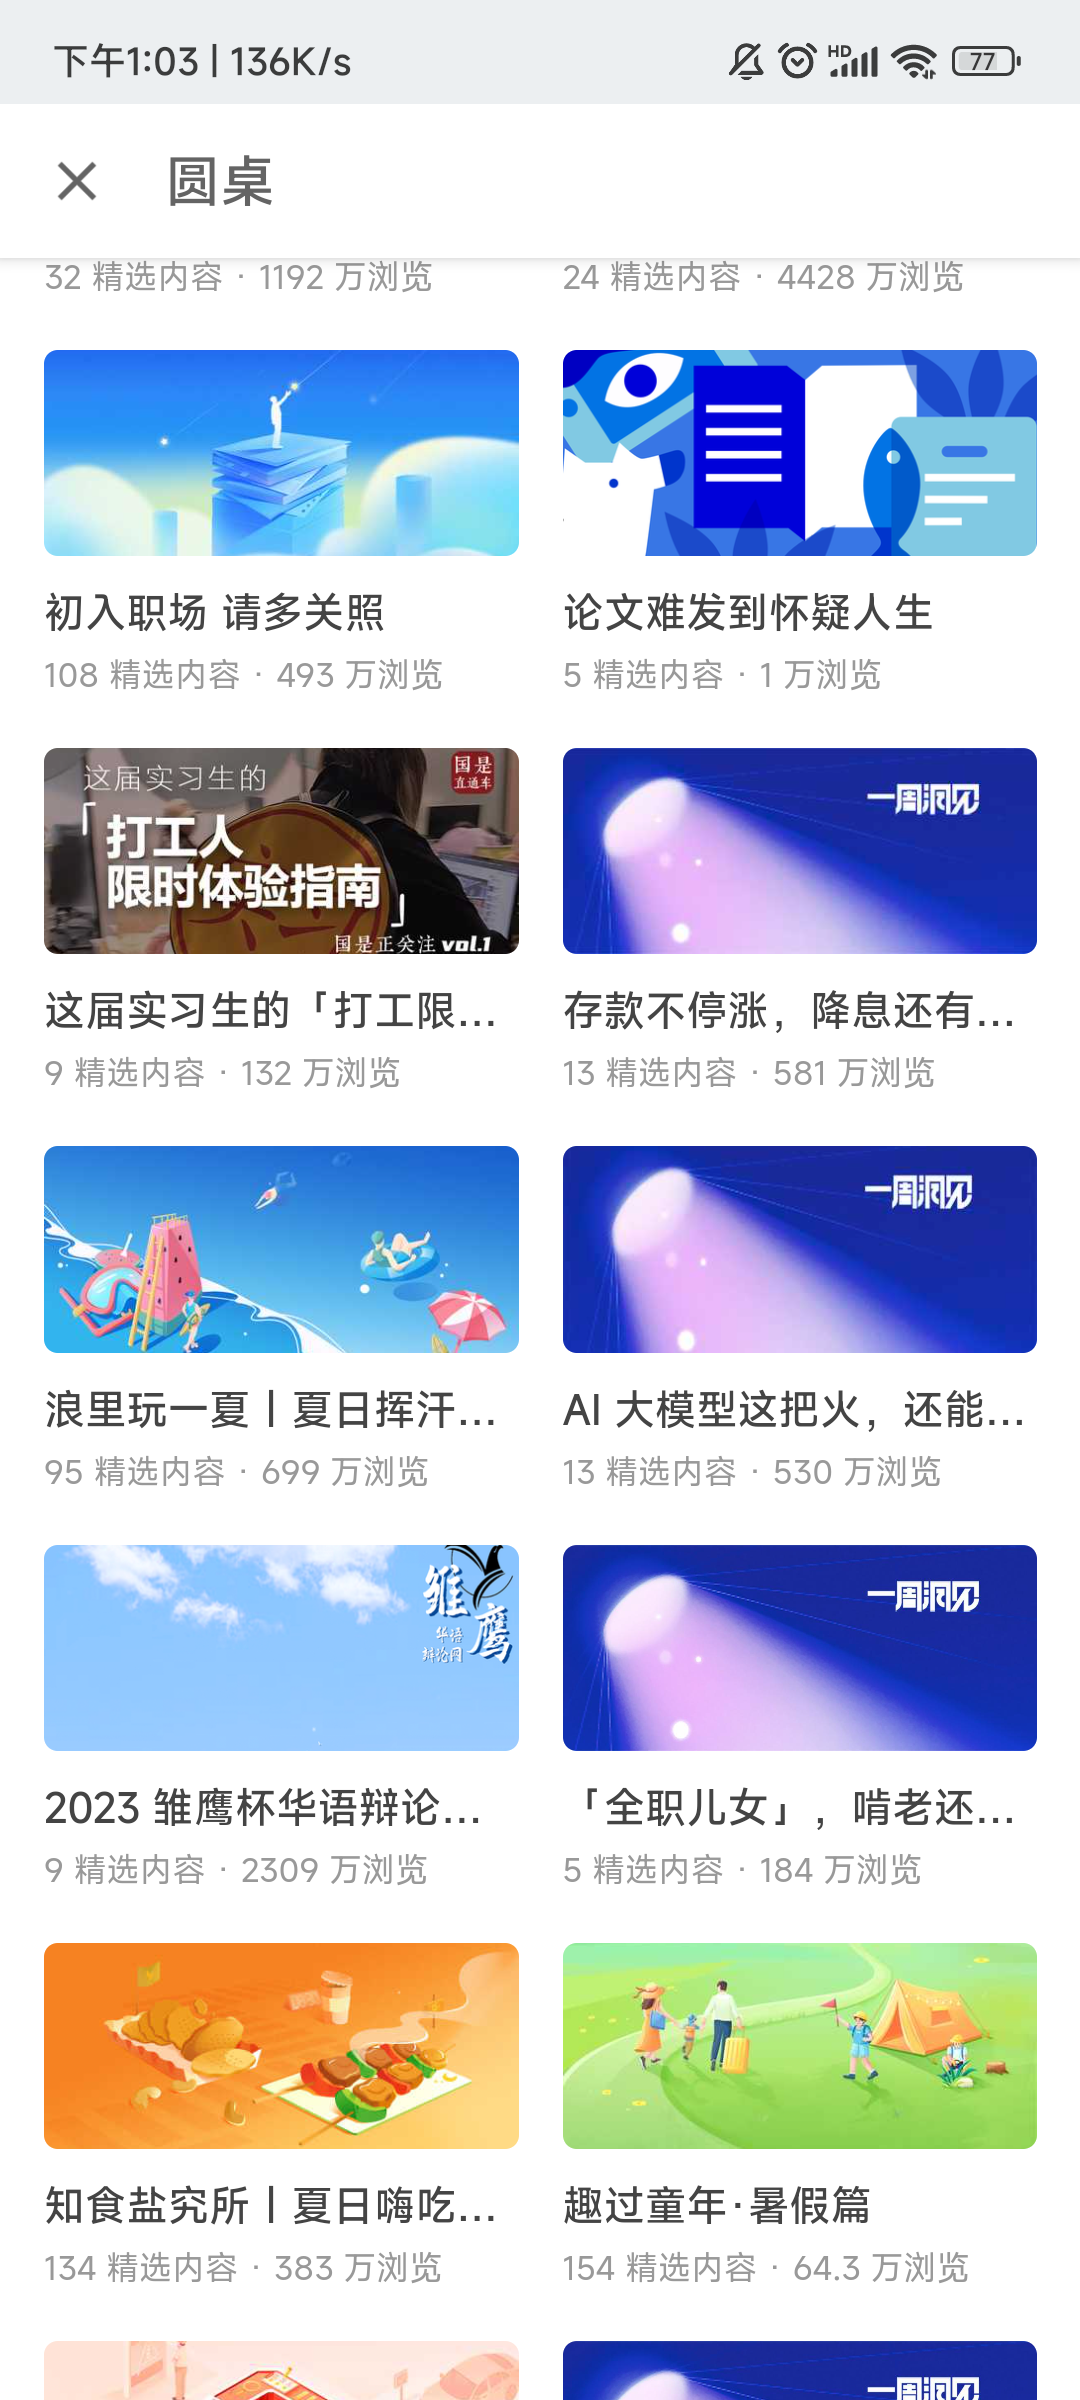 下午1:03 | 136K/s
HD
77
圆桌
32 精选内容 · 1192 万浏览
24 精选内容 · 4428 万浏览
初入职场 请多关照
108 精选内容 · 493 万浏览
论文难发到怀疑人生
5 精选内容 · 1 万浏览
这届实习生的
国是
直通车
「打工人
限时体验指南」
国是正关注 vol.1
这届实习生的「打工限...
9 精选内容 · 132 万浏览
一周洞见
存款不停涨，降息还有...
13 精选内容 · 581 万浏览
浪里玩一夏丨夏日挥汗...
95 精选内容 · 699 万浏览
一周洞见
AI 大模型这把火，还能...
13 精选内容 · 530 万浏览
雏鹰
华语
辩论网
2023 雏鹰杯华语辩论...
9 精选内容 · 2309 万浏览
一周洞见
「全职儿女」，啃老还...
5 精选内容 · 184 万浏览
知食盐究所丨夏日嗨吃...
134 精选内容 · 383 万浏览
趣过童年·暑假篇
154 精选内容 · 64.3 万浏览
一周洞见